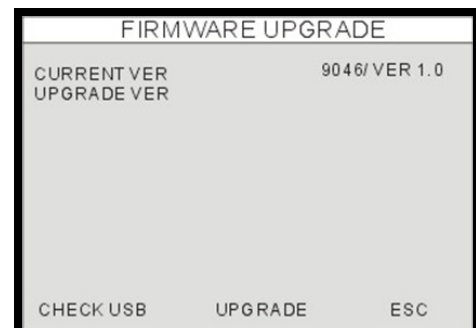 FIRMWARE UPGRADE
CURRENT VER 9046/ VER 1.0
UPGRADE VER
CHECK USB UPGRADE ESC